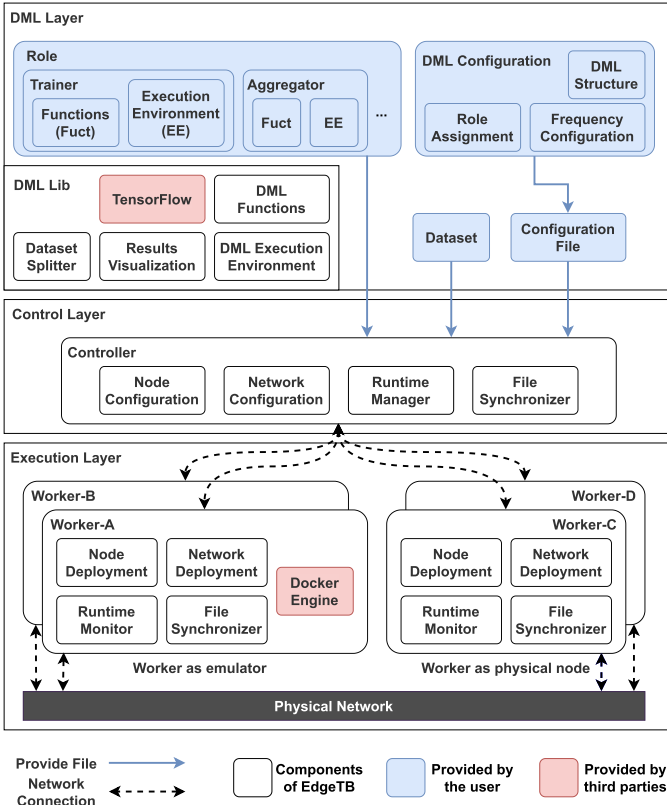 DML Layer
Role
Trainer
Functions
(Fuct)
Execution
Environment
(EE)
Aggregator
Fuct
EE
...
DML Configuration
DML
Structure
Role
Assignment
Frequency
Configuration
DML Lib
TensorFlow
DML
Functions
Dataset
Splitter
Results
Visualization
DML Execution
Environment
Dataset
Configuration
File
Control Layer
Controller
Node
Configuration
Network
Configuration
Runtime
Manager
File
Synchronizer
Execution Layer
Worker-B
Worker-A
Node
Deployment
Network
Deployment
Runtime
Monitor
File
Synchronizer
Docker
Engine
Worker-D
Worker-C
Node
Deployment
Network
Deployment
Runtime
Monitor
File
Synchronizer
Worker as emulator
Worker as physical node
Physical Network
Provide File
Network
Connection
Components
of EdgeTB
Provided by
the user
Provided by
third parties